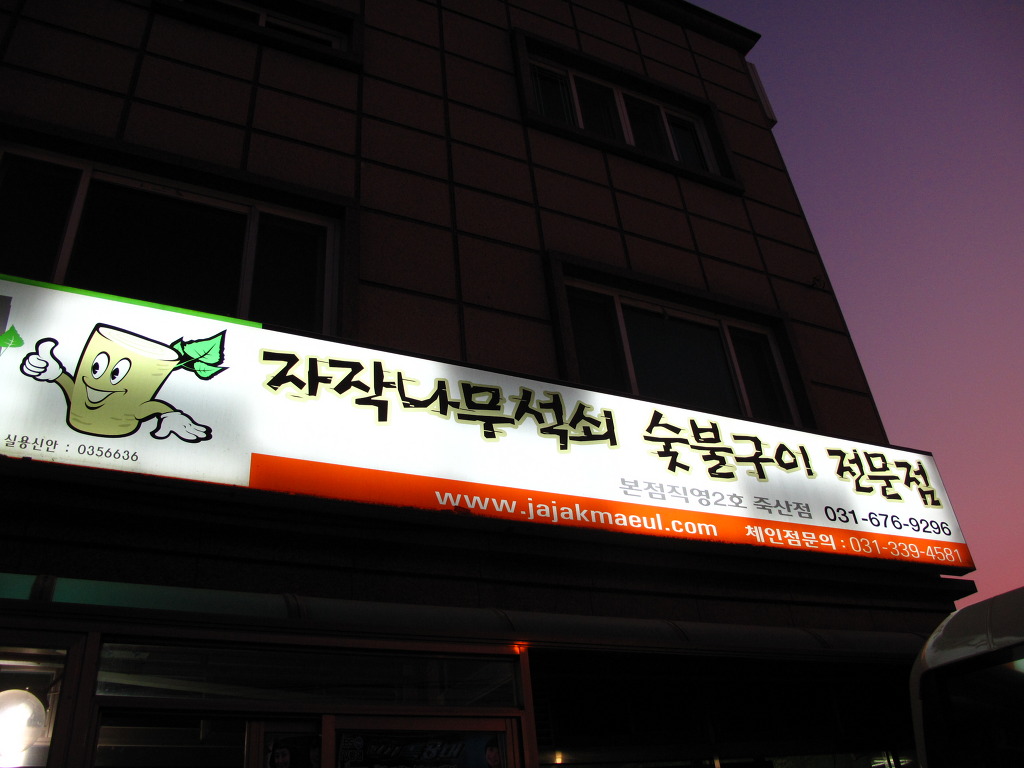 자작나무석쇠 숯불구이 전문점
실용신안 : 0356636
본점직영2호 죽산점 031-676-9296
www.jajakmaeul.com 체인점문의 : 031-339-4581